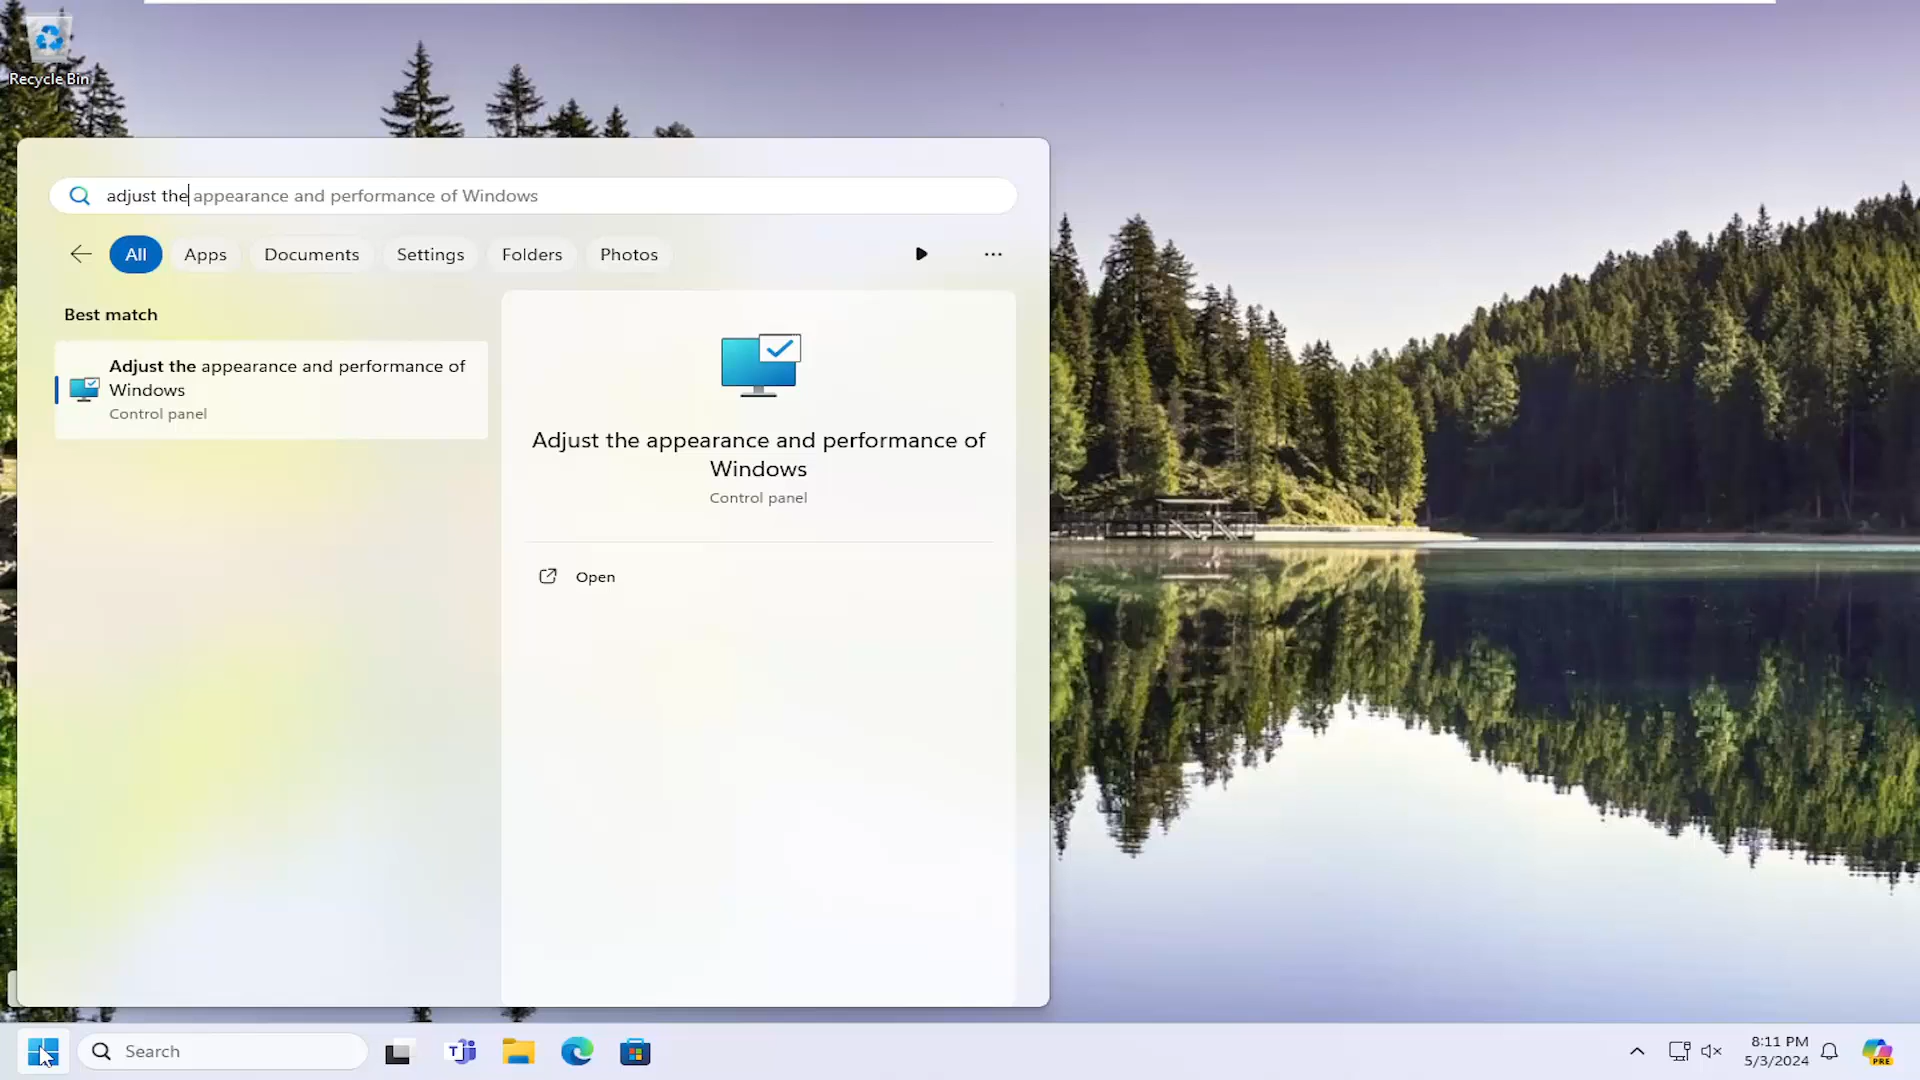 Recycle Bin
adjust the appearance and performance of Windows
All Apps Documents Settings Folders Photos
Best match
Adjust the appearance and performance of
Windows
Control panel
Adjust the appearance and performance of
Windows
Control panel
Open
Search
8:11 PM
5/3/2024
PRE